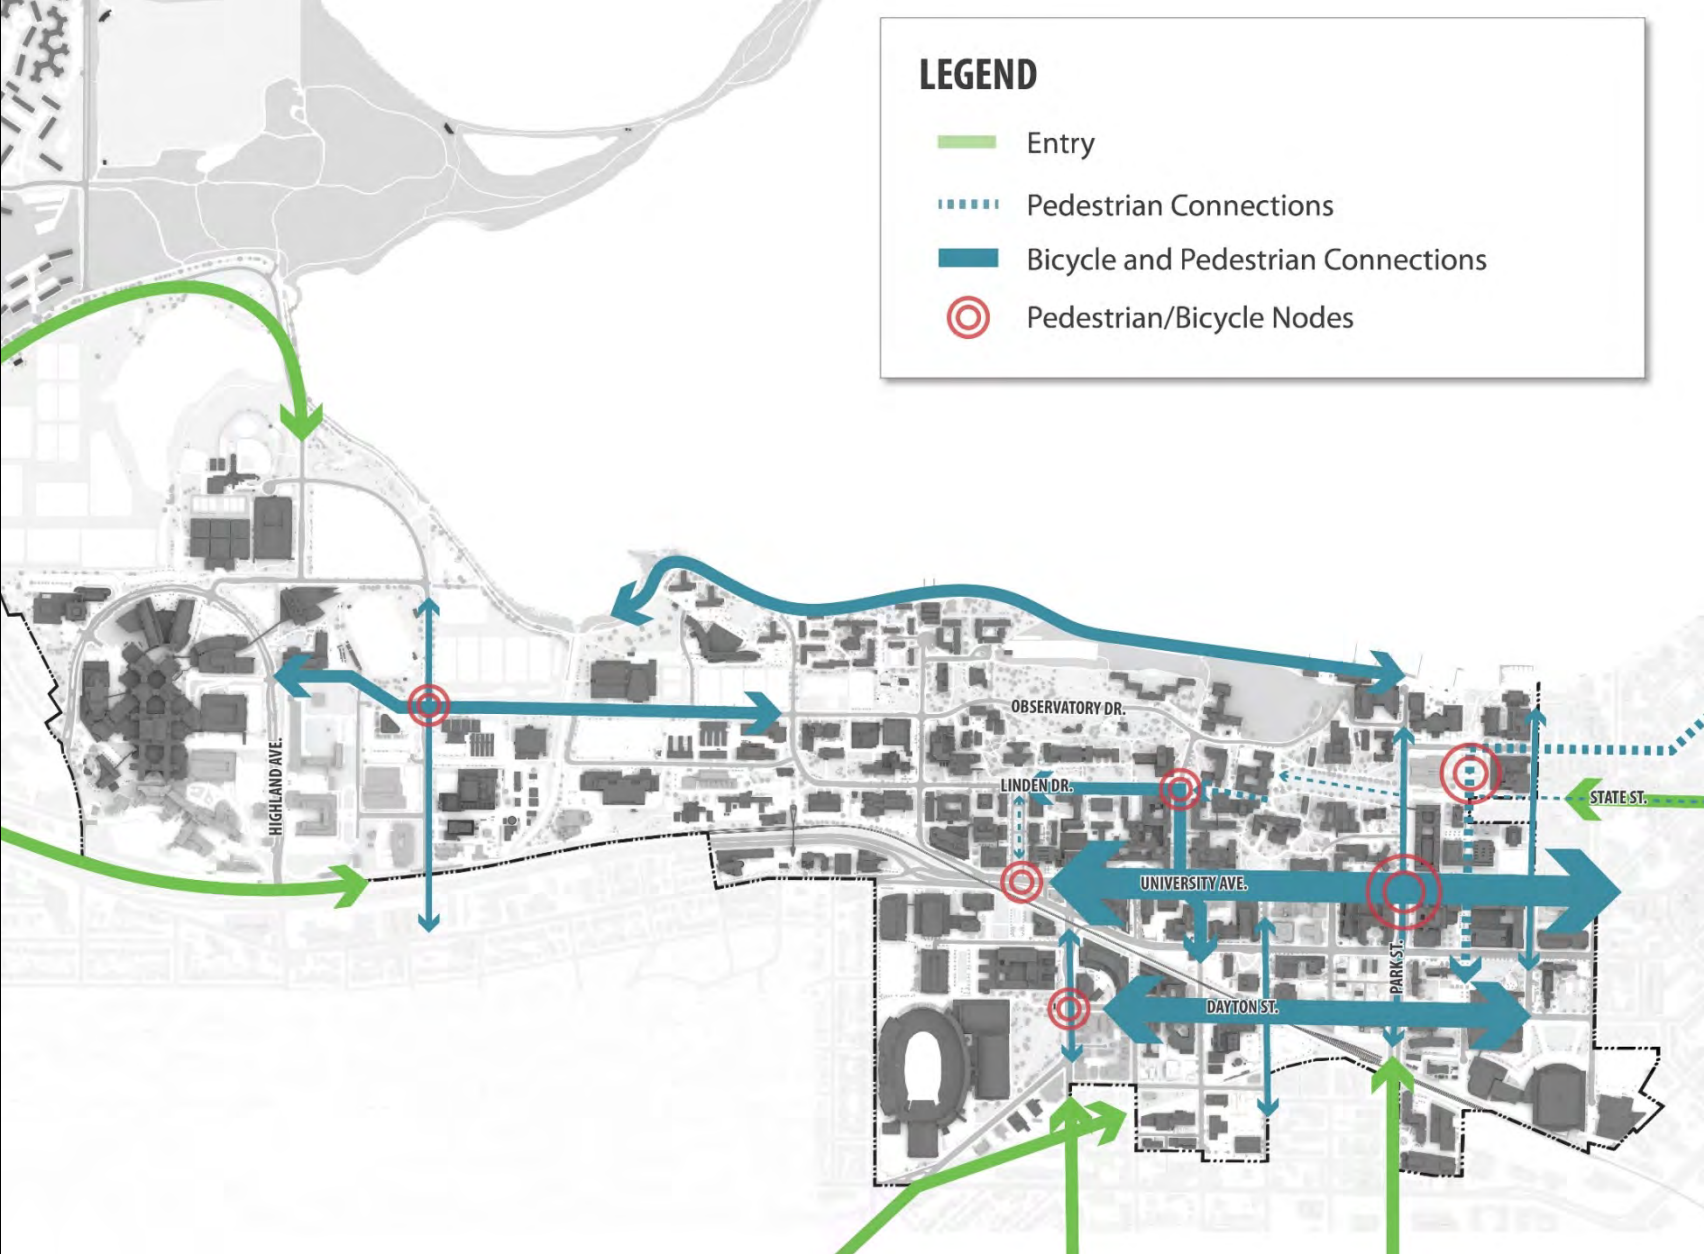 LEGEND
Entry
Pedestrian Connections
Bicycle and Pedestrian Connections
Pedestrian/Bicycle Nodes
OBSERVATORY DR.
HIGHLAND AVE.
LINDEN DR.
STATE ST.
UNIVERSITY AVE.
PARK ST.
DAYTON ST.